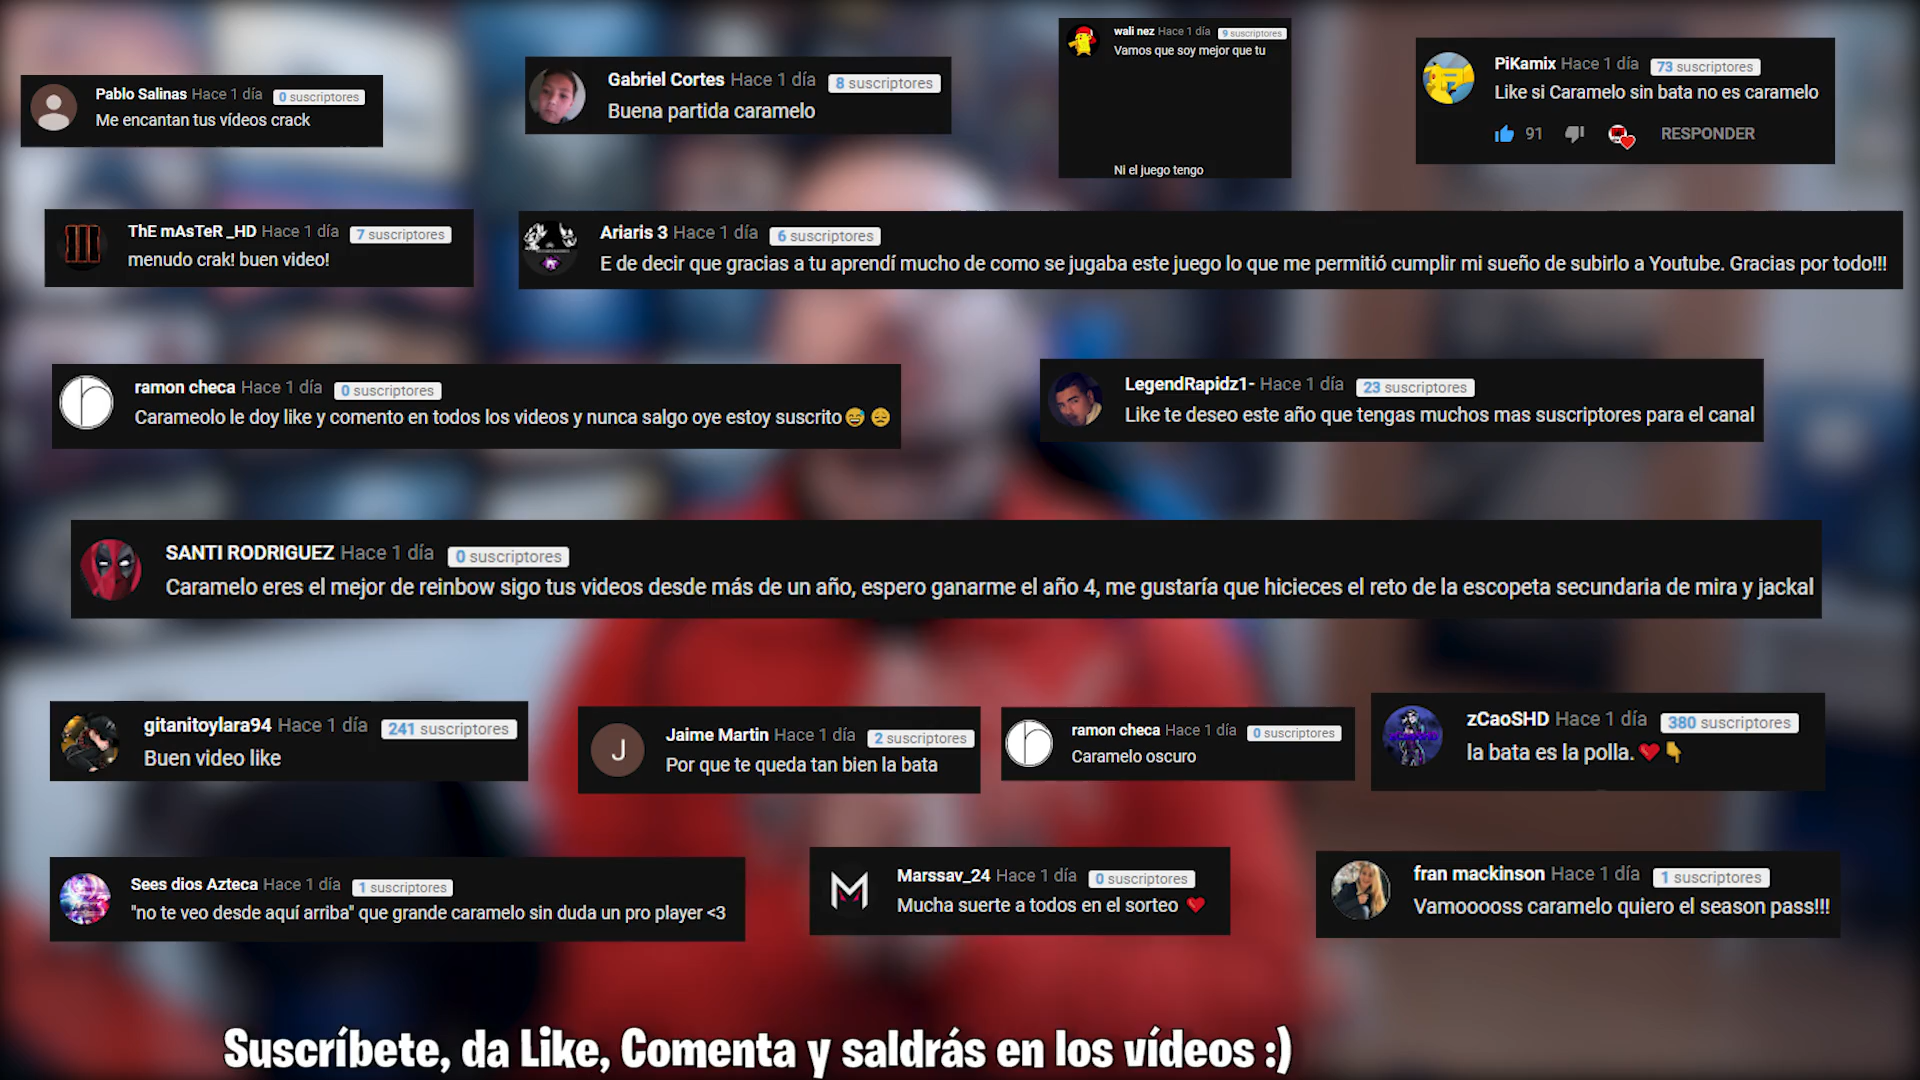 Pablo Salinas Hace 1 día 0 suscriptores
Me encantan tus vídeos crack
Gabriel Cortes Hace 1 día 8 suscriptores
Buena partida caramelo
wali nez Hace 1 día 9 suscriptores
Vamos que soy mejor que tu
Ni el juego tengo
PiKamix Hace 1 día 73 suscriptores
Like si Caramelo sin bata no es caramelo
91 RESPONDER
ThE mAsTeR _HD Hace 1 día 7 suscriptores
menudo crak! buen video!
Ariaris 3 Hace 1 día 6 suscriptores
E de decir que gracias a tu aprendí mucho de como se jugaba este juego lo que me permitió cumplir mi sueño de subirlo a Youtube. Gracias por todo!!!
ramon checa Hace 1 día 0 suscriptores
Carameolo le doy like y comento en todos los videos y nunca salgo oye estoy suscrito😅 😔
LegendRapidz1- Hace 1 día 23 suscriptores
Like te deseo este año que tengas muchos mas suscriptores para el canal
SANTI RODRIGUEZ Hace 1 día 0 suscriptores
Caramelo eres el mejor de reinbow sigo tus videos desde más de un año, espero ganarme el año 4, me gustaría que hicieces el reto de la escopeta secundaria de mira y jackal
gitanitoylara94 Hace 1 día 241 suscriptores
Buen video like
J
Jaime Martin Hace 1 día 2 suscriptores
Por que te queda tan bien la bata
ramon checa Hace 1 día 0 suscriptores
Caramelo oscuro
zCaoSHD Hace 1 día 380 suscriptores
la bata es la polla.❤️👇
Sees dios Azteca Hace 1 día 1 suscriptores
"no te veo desde aquí arriba" que grande caramelo sin duda un pro player <3
M
Marssav_24 Hace 1 día 0 suscriptores
Mucha suerte a todos en el sorteo ❤️
fran mackinson Hace 1 día 1 suscriptores
Vamooooss caramelo quiero el season pass!!!
Suscríbete, da Like, Comenta y saldrás en los vídeos :)